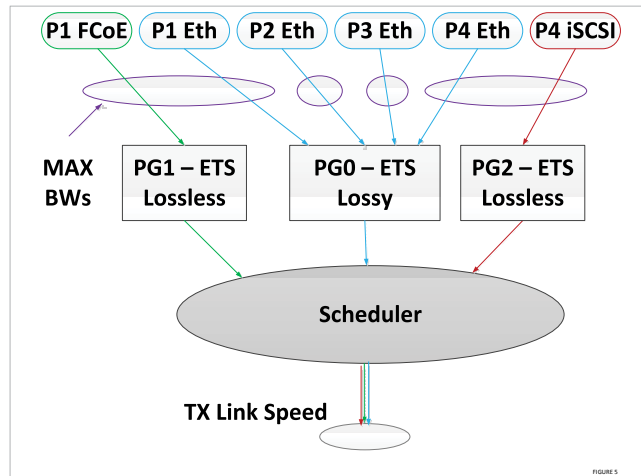 P1 FCoE
P1 Eth
P2 Eth
P3 Eth
P4 Eth
P4 iSCSI
MAX
BWs
PG1 – ETS
Lossless
PG0 – ETS
Lossy
PG2 – ETS
Lossless
Scheduler
TX Link Speed
FIGURE 5